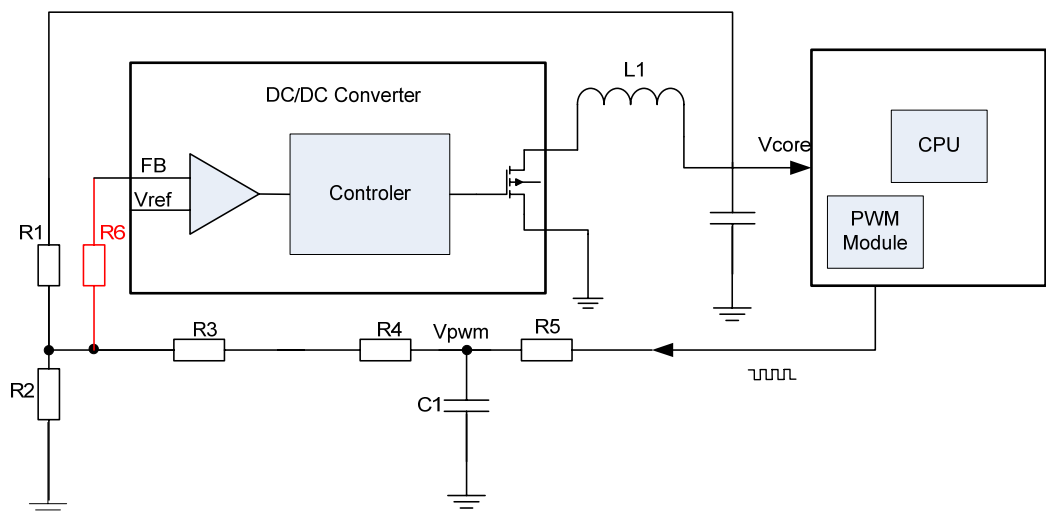 L1
DC/DC Converter
Vcore
CPU
FB
Controler
Vref
PWM
Module
R1
R6
R3
R4
Vpwm
R5
R2
C1